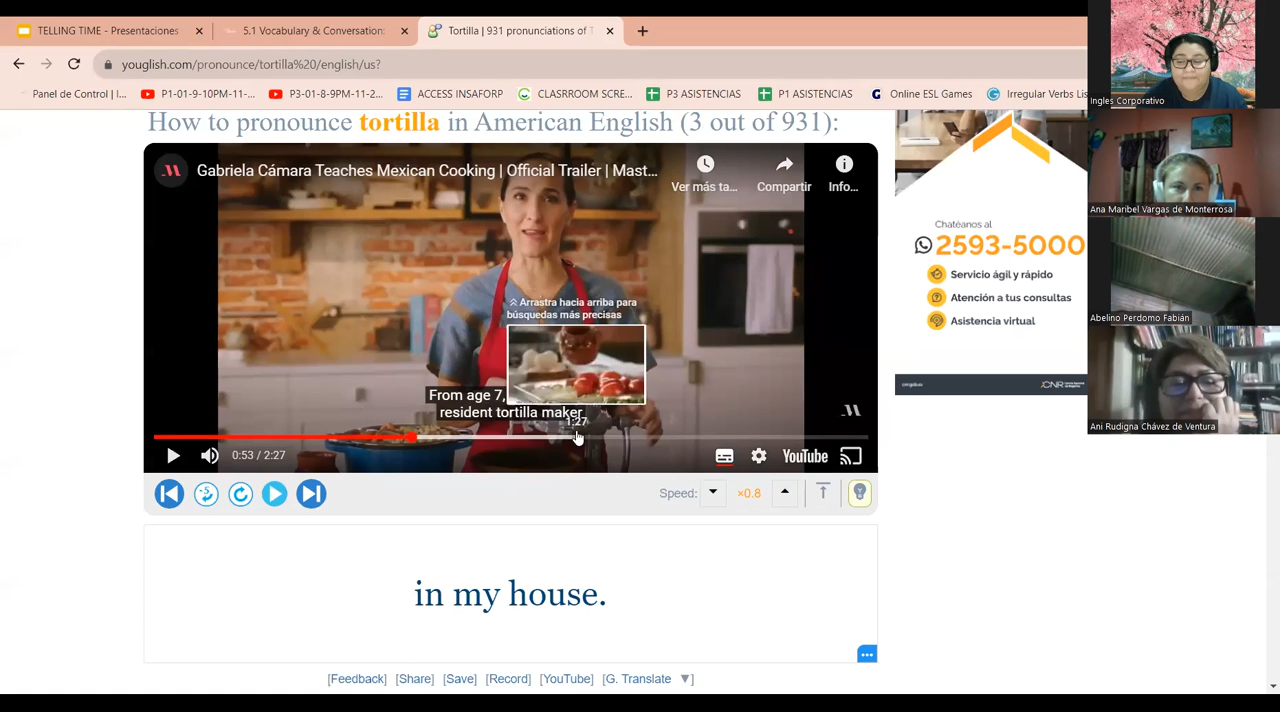 TELLING TIME - Presentaciones
5.1 Vocabulary & Conversation:
Tortilla | 931 pronunciations of T
youglish.com/pronounce/tortilla%20/english/us?
Panel de Control | I...
P1-01-9-10PM-11-...
P3-01-8-9PM-11-2...
ACCESS INSAFORP
CLASRROOM SCRE...
P3 ASISTENCIAS
P1 ASISTENCIAS
Online ESL Games
Irregular Verbs Lis
How to pronounce tortilla in American English (3 out of 931):
Gabriela Cámara Teaches Mexican Cooking | Official Trailer | Mast...
Ver más ta...
Compartir
Info...
Arrastra hacia arriba para
búsquedas más precisas
From age 7,
resident tortilla maker
1:27
0:53 / 2:27
YouTube
5
Speed:
×0.8
in my house.
[Feedback] [Share] [Save] [Record] [YouTube] [G. Translate ▼]
Chatéanos al
2593-5000
Servicio ágil y rápido
Atención a tus consultas
Asistencia virtual
CNR
Ingles Corporativo
Ana Maribel Vargas de Monterrosa
Abelino Perdomo Fabián
Ani Rudigna Chávez de Ventura